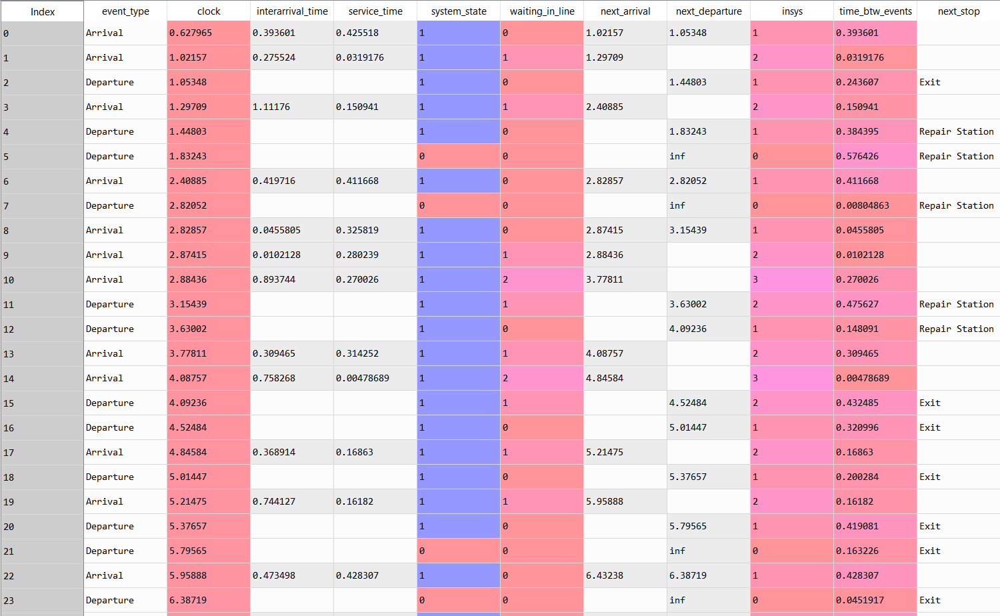 Index event_type clock interarrival_time service_time system_state waiting_in_line next_arrival next_departure insys time_btw_events next_stop
0 Arrival 0.627965 0.393601 0.425518 1 0 1.02157 1.05348 1 0.393601
1 Arrival 1.02157 0.275524 0.0319176 1 1 1.29709 2 0.0319176
2 Departure 1.05348 1 0 1.44803 1 0.243607 Exit
3 Arrival 1.29709 1.11176 0.150941 1 1 2.40885 2 0.150941
4 Departure 1.44803 1 0 1.83243 1 0.384395 Repair Station
5 Departure 1.83243 0 0 inf 0 0.576426 Repair Station
6 Arrival 2.40885 0.419716 0.411668 1 0 2.82857 2.82052 1 0.411668
7 Departure 2.82052 0 0 inf 0 0.00804863 Repair Station
8 Arrival 2.82857 0.0455805 0.325819 1 0 2.87415 3.15439 1 0.0455805
9 Arrival 2.87415 0.0102128 0.280239 1 1 2.88436 2 0.0102128
10 Arrival 2.88436 0.893744 0.270026 1 2 3.77811 3 0.270026
11 Departure 3.15439 1 1 3.63002 2 0.475627 Repair Station
12 Departure 3.63002 1 0 4.09236 1 0.148091 Repair Station
13 Arrival 3.77811 0.309465 0.314252 1 1 4.08757 2 0.309465
14 Arrival 4.08757 0.758268 0.00478689 1 2 4.84584 3 0.00478689
15 Departure 4.09236 1 1 4.52484 2 0.432485 Exit
16 Departure 4.52484 1 0 5.01447 1 0.320996 Exit
17 Arrival 4.84584 0.368914 0.16863 1 1 5.21475 2 0.16863
18 Departure 5.01447 1 0 5.37657 1 0.200284 Exit
19 Arrival 5.21475 0.744127 0.16182 1 1 5.95888 2 0.16182
20 Departure 5.37657 1 0 5.79565 1 0.419081 Exit
21 Departure 5.79565 0 0 inf 0 0.163226 Exit
22 Arrival 5.95888 0.473498 0.428307 1 0 6.43238 6.38719 1 0.428307
23 Departure 6.38719 0 0 inf 0 0.0451917 Exit